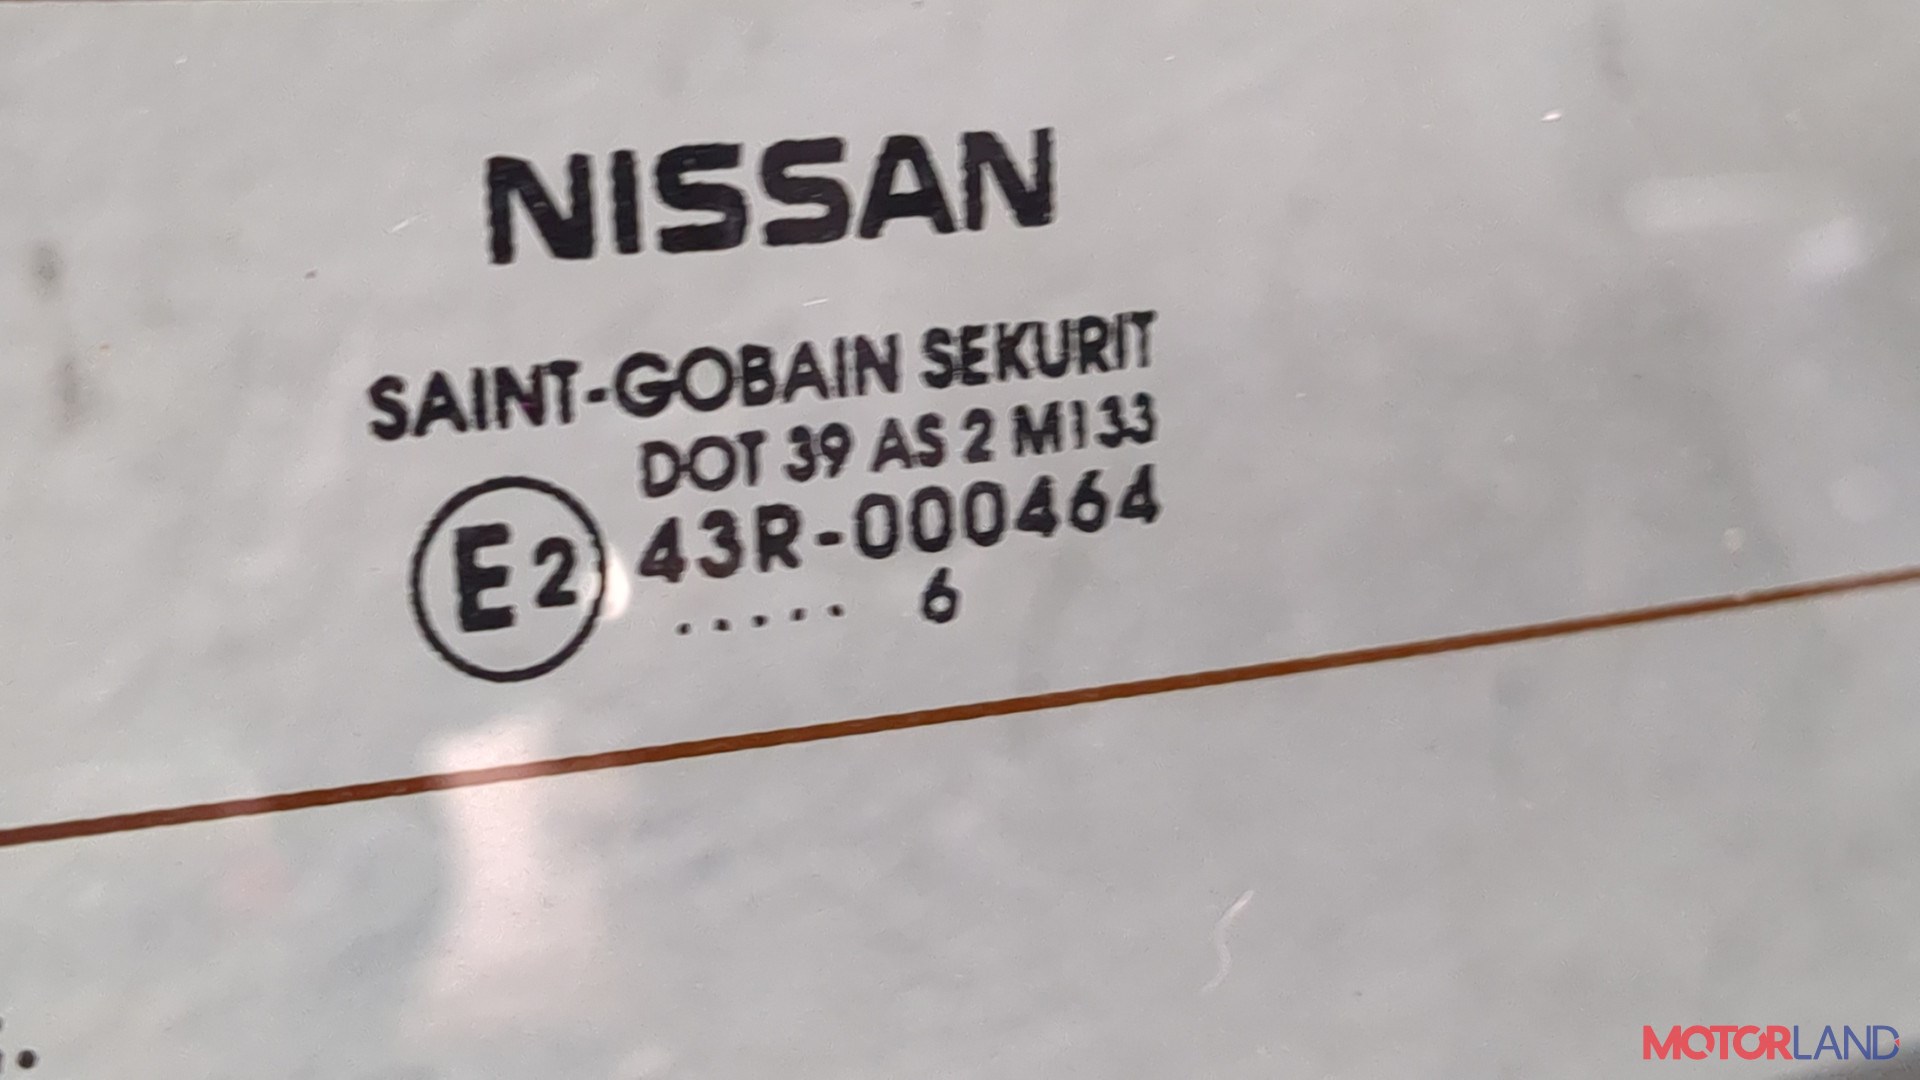 NISSAN
SAINT-GOBAIN SEKURIT
DOT 39 AS 2 M133
E2 43R-000464
..... 6
MOTORLAND